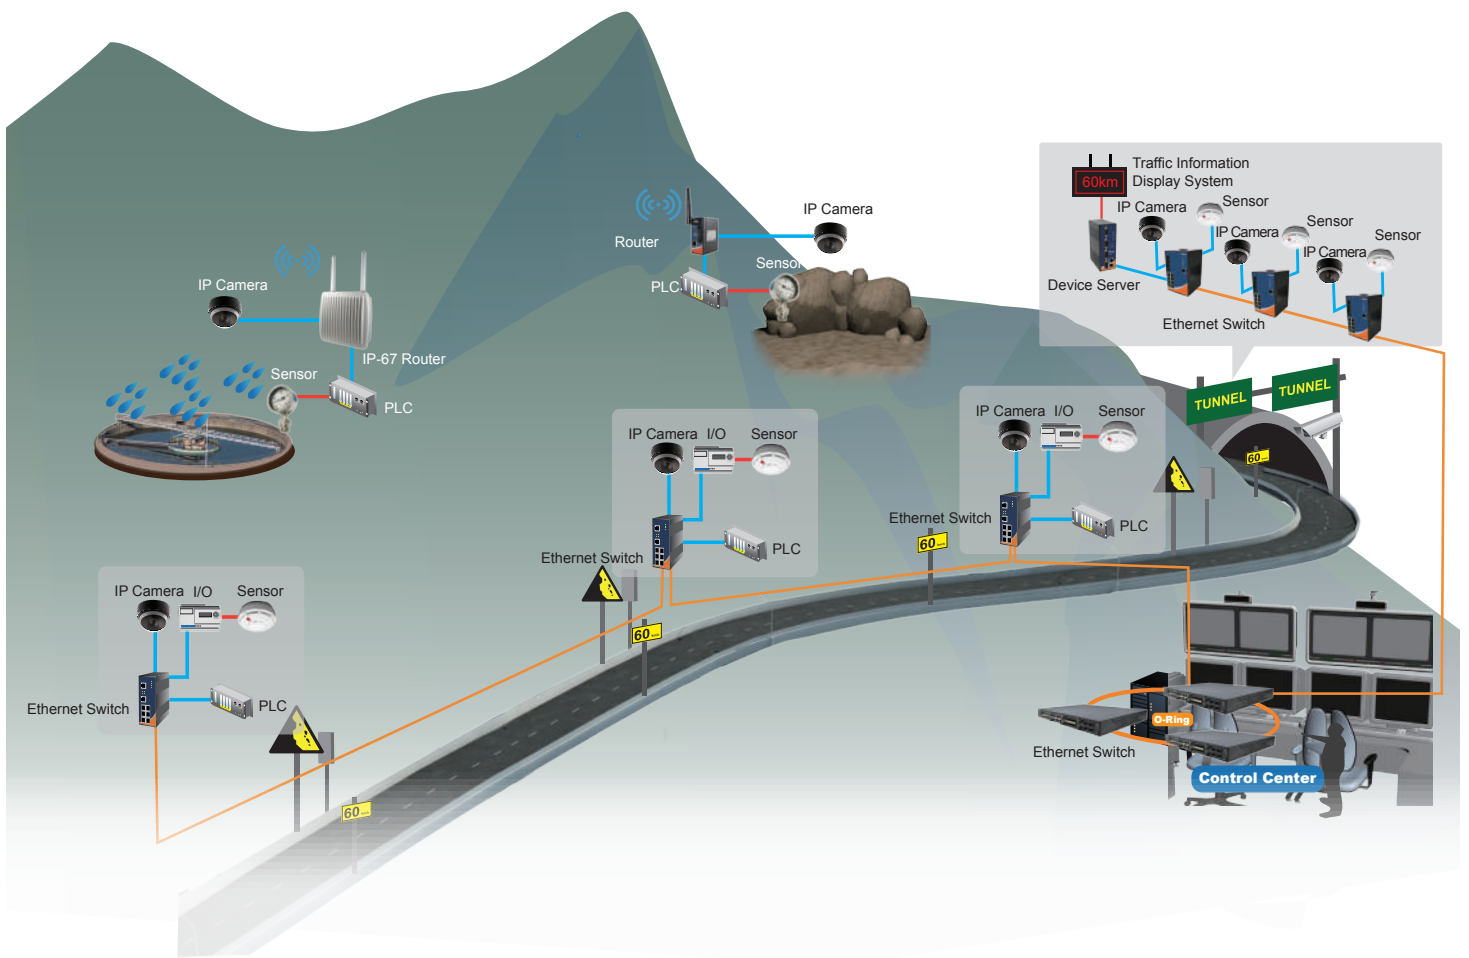 Traffic Information
Display System
60km
IP Camera
Sensor
IP Camera
Sensor
IP Camera
Sensor
Device Server
Ethernet Switch
IP Camera
Router
Sensor
PLC
IP Camera
IP-67 Router
Sensor
PLC
TUNNEL
TUNNEL
IP Camera I/O Sensor
Ethernet Switch
PLC
60
IP Camera I/O Sensor
Ethernet Switch
PLC
60
60
IP Camera I/O Sensor
Ethernet Switch
PLC
60
O-Ring
Ethernet Switch
Control Center